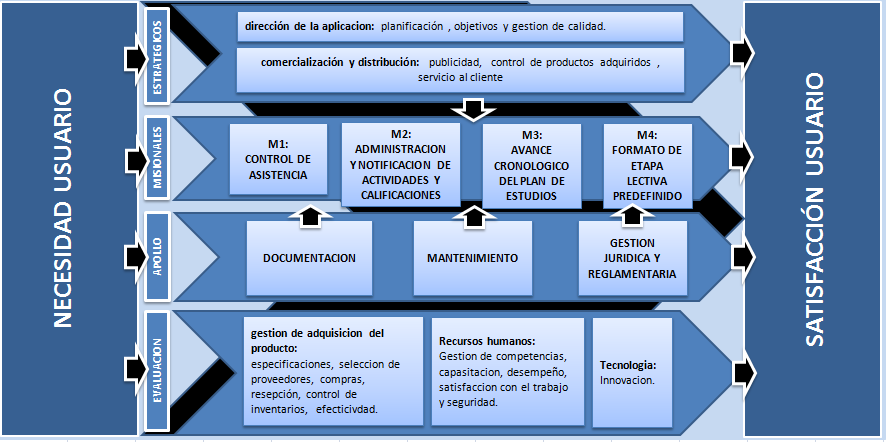 NECESIDAD USUARIO
ESTRATEGICOS
dirección de la aplicacion: planificación , objetivos y gestion de calidad.
comercialización y distribución: publicidad, control de productos adquiridos ,
servicio al cliente
MISIONALES
M1:
CONTROL DE
ASISTENCIA
M2:
ADMINISTRACION
Y NOTIFICACION DE
ACTIVIDADES Y
CALIFICACIONES
M3:
AVANCE
CRONOLOGICO
DEL PLAN DE
ESTUDIOS
M4:
FORMATO DE
ETAPA
LECTIVA
PREDEFINIDO
APOLLO
DOCUMENTACION
MANTENIMIENTO
GESTION
JURIDICA Y
REGLAMENTARIA
EVALUACION
gestion de adquisicion del
producto:
especificaciones, seleccion de
proveedores, compras,
resepción, control de
inventarios, efecticivdad.
Recursos humanos:
Gestion de competencias,
capasitacion, desempeño,
satisfaccion con el trabajo
y seguridad.
Tecnologia:
Innovacion.
SATISFACCIÓN USUARIO